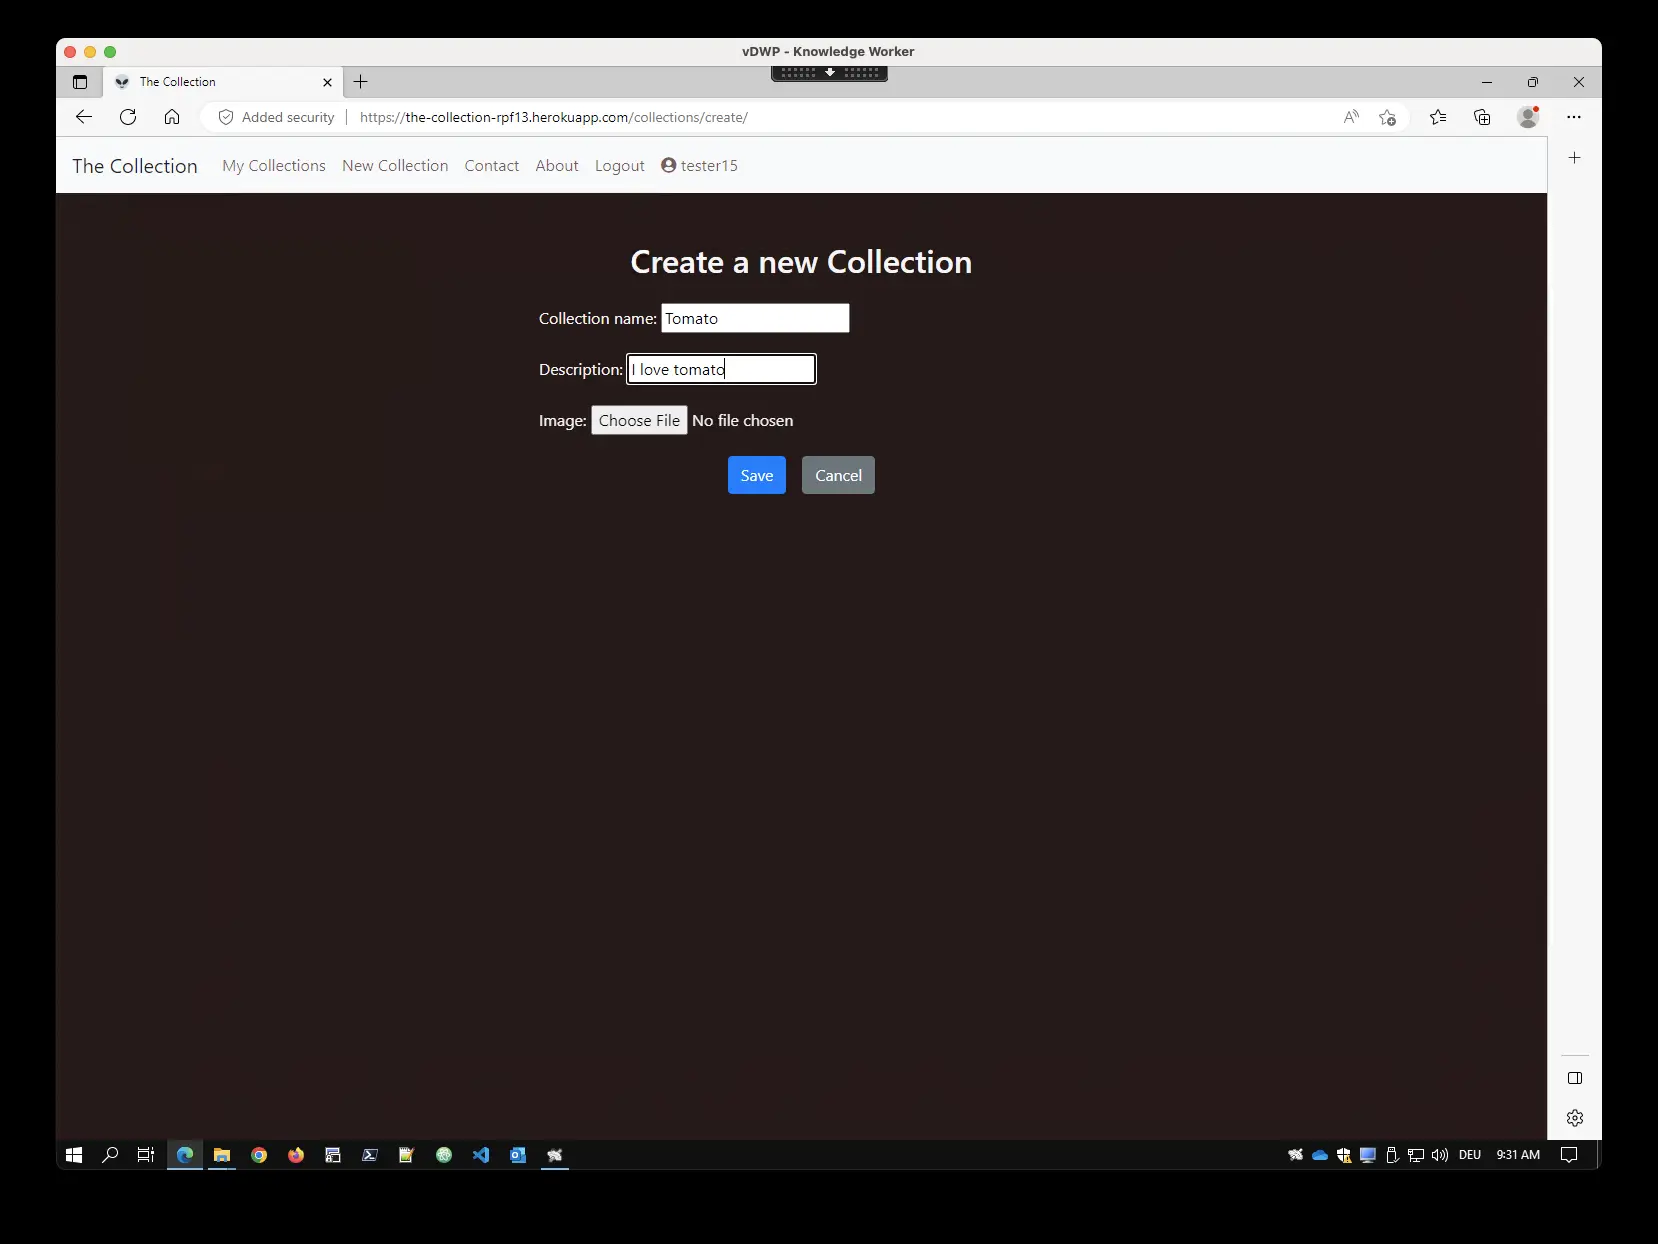 vDWP - Knowledge Worker
The Collection
Added security https://the-collection-rpf13.herokuapp.com/collections/create/
The Collection My Collections New Collection Contact About Logout tester15
Create a new Collection
Collection name: Tomato
Description: I love tomato
Image: Choose File No file chosen
Save Cancel
DEU 9:31 AM